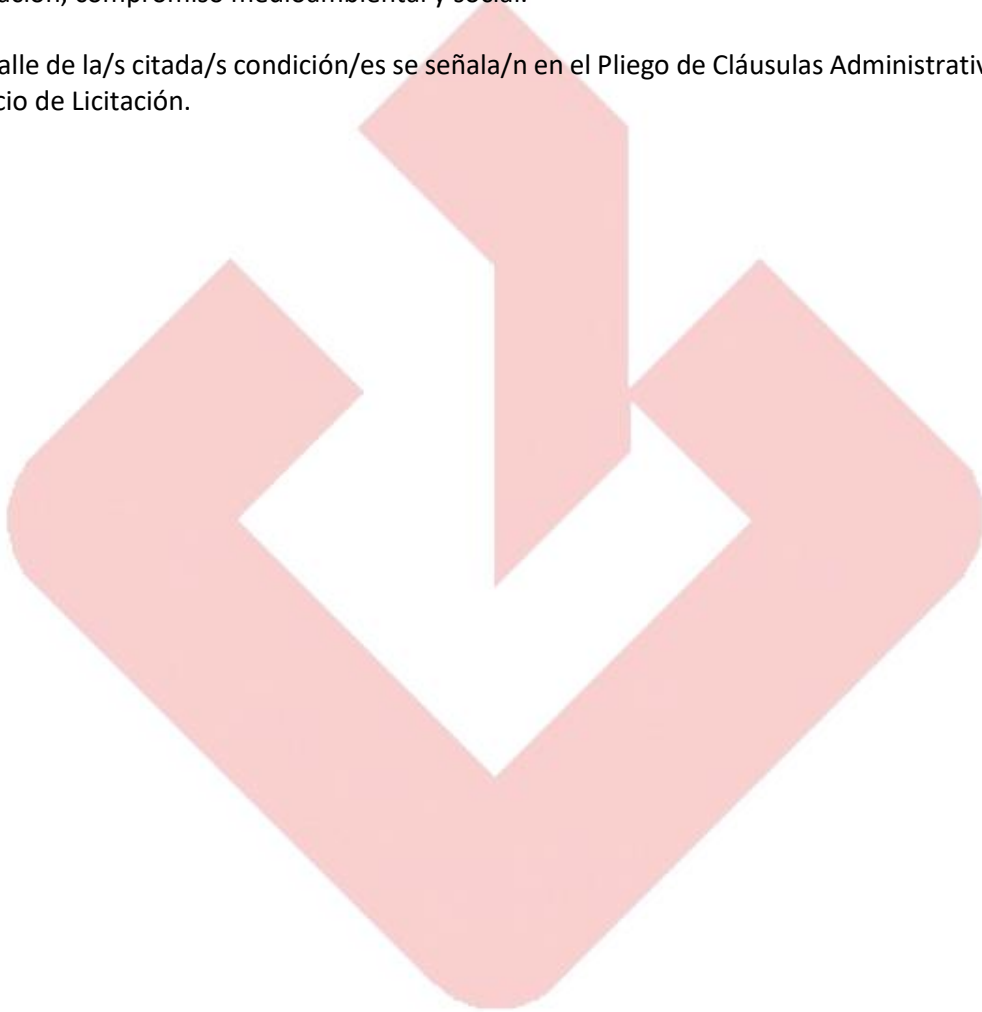 compromiso medioambiental y social.
alle de la/s citada/s condición/es se señala/n en el Pliego de Cláusulas Administrativ
cio de Licitación.